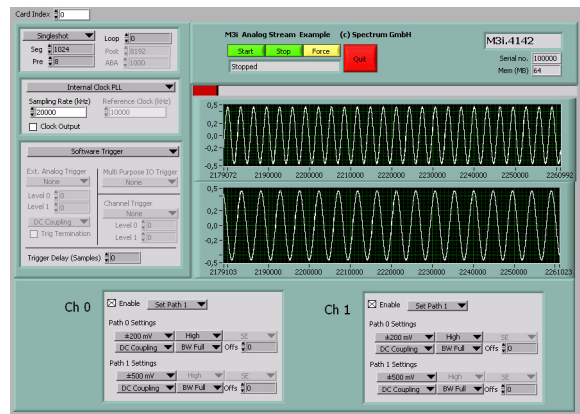 Card Index 0
Singleshot
Loop 0
Seg 1024
Post 8192
Pre 8
ABA 1000
M3i Analog Stream Example (c) Spectrum GmbH
Start Stop Force
Stopped
Quit
M3i.4142
Serial no. 100000
Mem (MB) 64
Internal Clock PLL
Sampling Rate (kHz) Reference Clock (kHz)
20000 10000
Clock Output
Software Trigger
Ext. Analog Trigger Multi Purpose IO Trigger
None None
Level 0 0
Level 1 0
Channel Trigger
None
DC Coupling
Level 0 0
Trig Termination
Level 1 0
Trigger Delay (Samples) 0
0,5
0,2
0,0
-0,2
-0,5
2179072 2190000 2200000 2210000 2220000 2230000 2240000 2250000 2260992
0,5
0,2
0,0
-0,2
-0,5
2179103 2190000 2200000 2210000 2220000 2230000 2240000 2250000 2261023
Ch 0
Enable Set Path 1
Path 0 Settings
±200 mV High SE
DC Coupling BW Full Offs 0
Path 1 Settings
±500 mV High SE
DC Coupling BW Full Offs 0
Ch 1
Enable Set Path 1
Path 0 Settings
±200 mV High SE
DC Coupling BW Full Offs 0
Path 1 Settings
±500 mV High SE
DC Coupling BW Full Offs 0